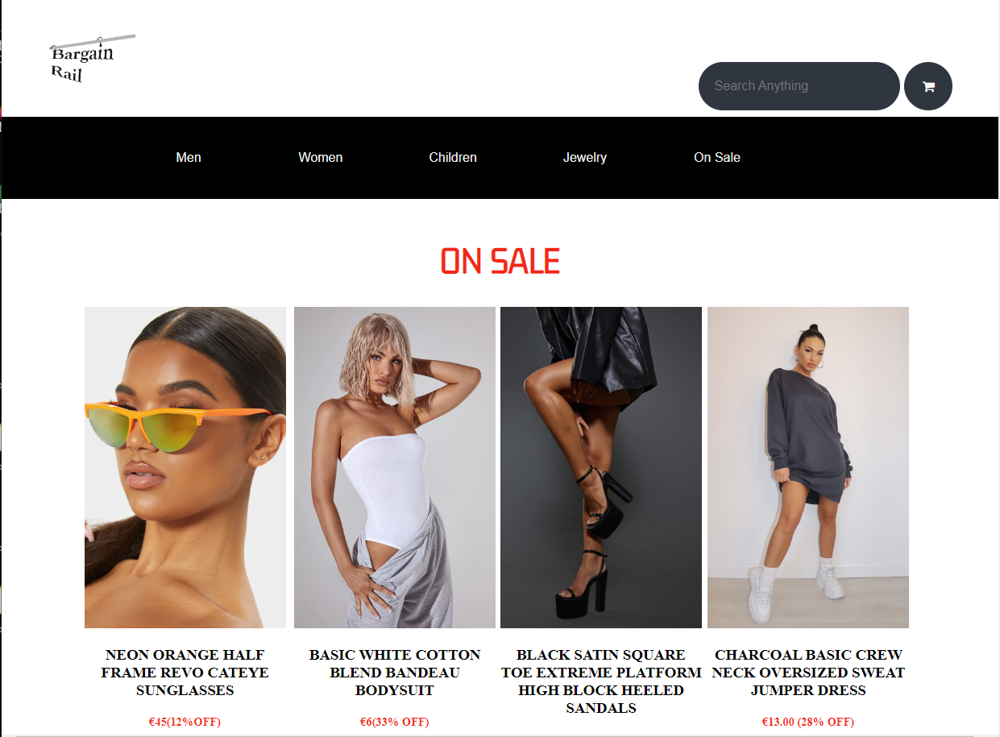 Bargain
Rail
Search Anything
Men
Women
Children
Jewelry
On Sale
ON SALE
NEON ORANGE HALF
FRAME REVO CATEYE
SUNGLASSES
€45(12%OFF)
BASIC WHITE COTTON
BLEND BANDEAU
BODYSUIT
€6(33% OFF)
BLACK SATIN SQUARE
TOE EXTREME PLATFORM
HIGH BLOCK HEELED
SANDALS
CHARCOAL BASIC CREW
NECK OVERSIZED SWEAT
JUMPER DRESS
€13.00 (28% OFF)